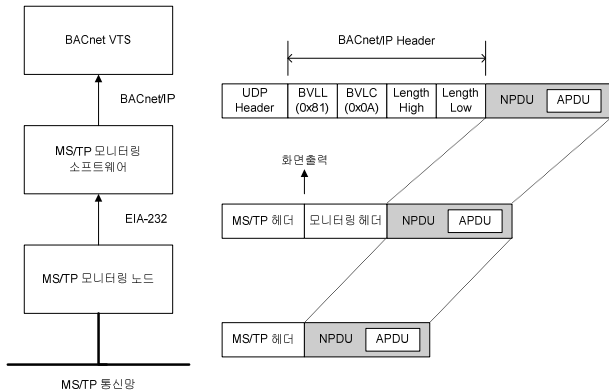 BACnet VTS
BACnet/IP
MS/TP 모니터링
소프트웨어
EIA-232
MS/TP 모니터링 노드
MS/TP 통신망
BACnet/IP Header
UDP
Header
BVLL
(0x81)
BVLC
(0x0A)
Length
High
Length
Low
NPDU
APDU
화면출력
MS/TP 헤더
모니터링 헤더
NPDU
APDU
MS/TP 헤더
NPDU
APDU